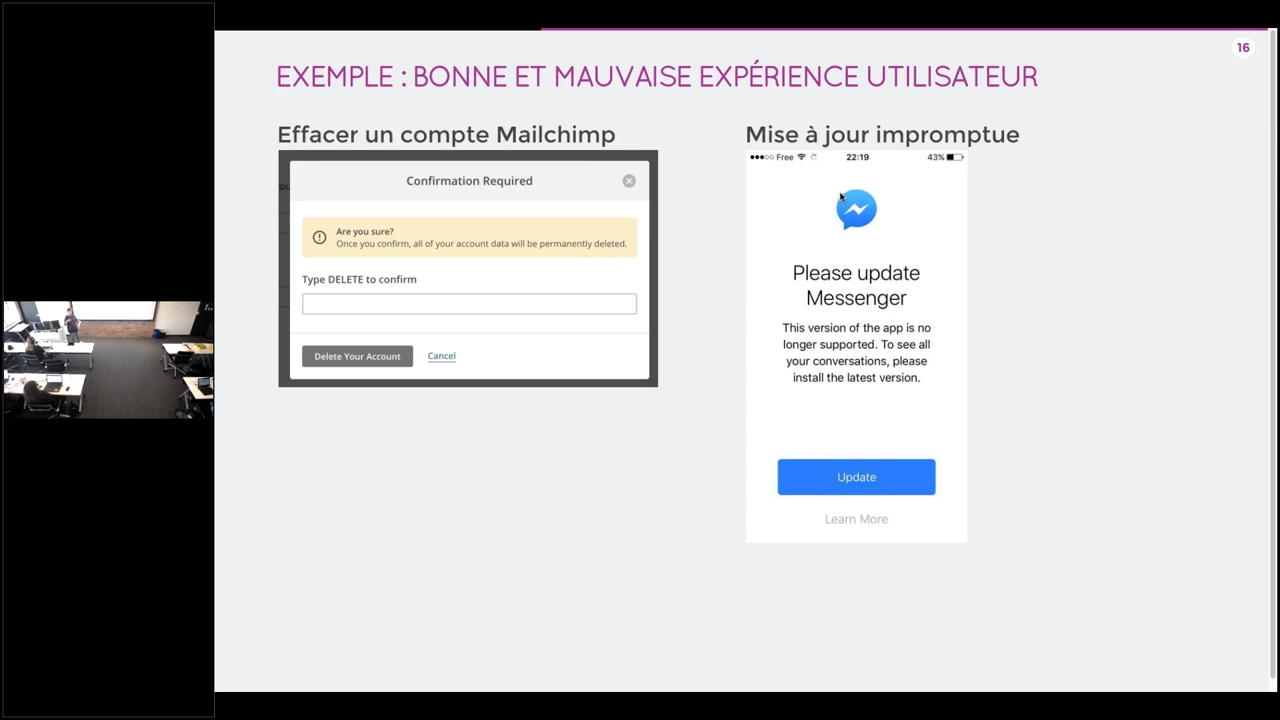 16
EXEMPLE : BONNE ET MAUVAISE EXPÉRIENCE UTILISATEUR
Effacer un compte Mailchimp
Confirmation Required
Are you sure?
Once you confirm, all of your account data will be permanently deleted.
Type DELETE to confirm
Delete Your Account
Cancel
Mise à jour impromptue
Free
22:19
43%
Please update
Messenger
This version of the app is no
longer supported. To see all
your conversations, please
install the latest version.
Update
Learn More